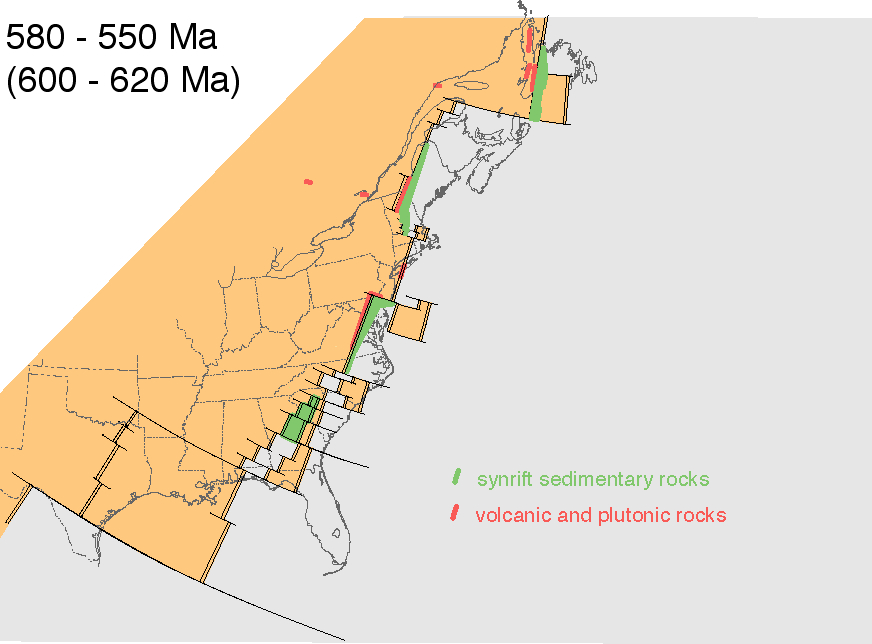 580 - 550 Ma
(600 - 620 Ma)
synrift sedimentary rocks
volcanic and plutonic rocks